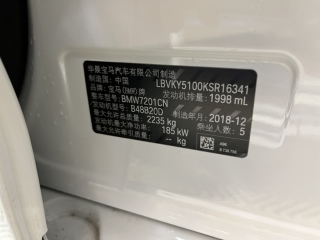 华晨宝马汽车有限公司制造
制造国：中国 LBVKY5100KSR16341
品牌：宝马(BMW)牌 发动机排量：1998 mL
整车型号：BMW7201CN
发动机型号：B48B20D 制造年月：2018-12
最大允许总质量：2235 kg 乘坐人数：5
发动机最大净功率：185 kW
最大允许牵引质量：-- kg